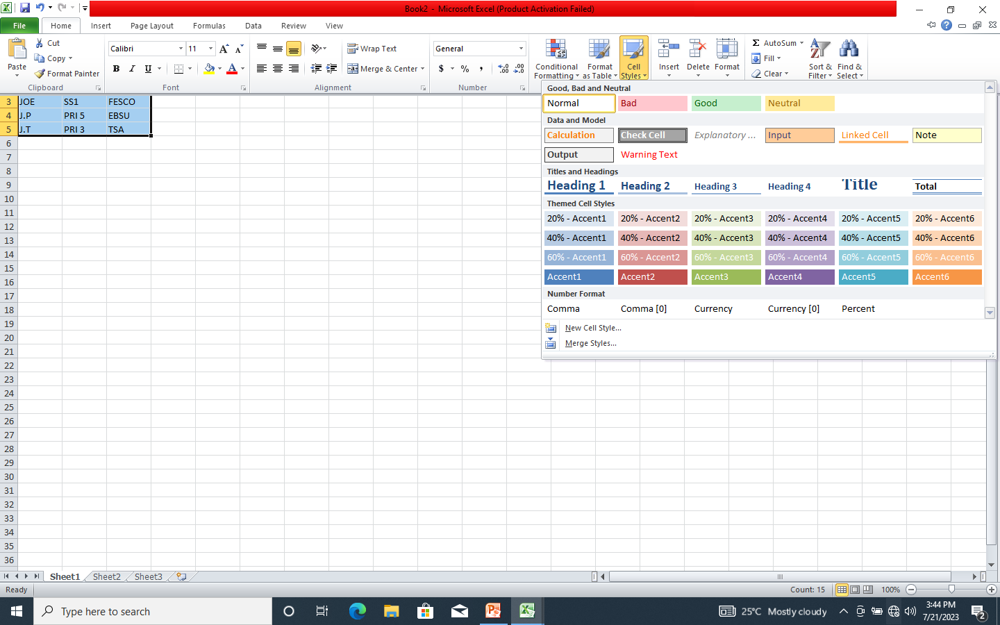 Book2 - Microsoft Excel (Product Activation Failed)
File Home Insert Page Layout Formulas Data Review View
Paste
Cut
Copy
Format Painter
Clipboard
Calibri 11
B I U
Font
Wrap Text
Merge & Center
Alignment
General
$ % ,
Number
Conditional Formatting
Format as Table
Cell Styles
Insert
Delete
Format
Σ AutoSum
Fill
Clear
Sort & Filter
Find & Select
3 JOE SS1 FESCO
4 J.P PRI 5 EBSU
5 J.T PRI 3 TSA
6
7
8
9
10
11
12
13
14
15
16
17
18
19
20
21
22
23
24
25
26
27
28
29
30
31
32
33
34
35
36
Good, Bad and Neutral
Normal Bad Good Neutral
Data and Model
Calculation Check Cell Explanatory ... Input Linked Cell Note
Output Warning Text
Titles and Headings
Heading 1 Heading 2 Heading 3 Heading 4 Title Total
Themed Cell Styles
20% - Accent1 20% - Accent2 20% - Accent3 20% - Accent4 20% - Accent5 20% - Accent6
40% - Accent1 40% - Accent2 40% - Accent3 40% - Accent4 40% - Accent5 40% - Accent6
60% - Accent1 60% - Accent2 60% - Accent3 60% - Accent4 60% - Accent5 60% - Accent6
Accent1 Accent2 Accent3 Accent4 Accent5 Accent6
Number Format
Comma Comma [0] Currency Currency [0] Percent
New Cell Style...
Merge Styles...
Sheet1 Sheet2 Sheet3
Ready Count: 15 100%
Type here to search
25°C Mostly cloudy
3:44 PM
7/21/2023
2